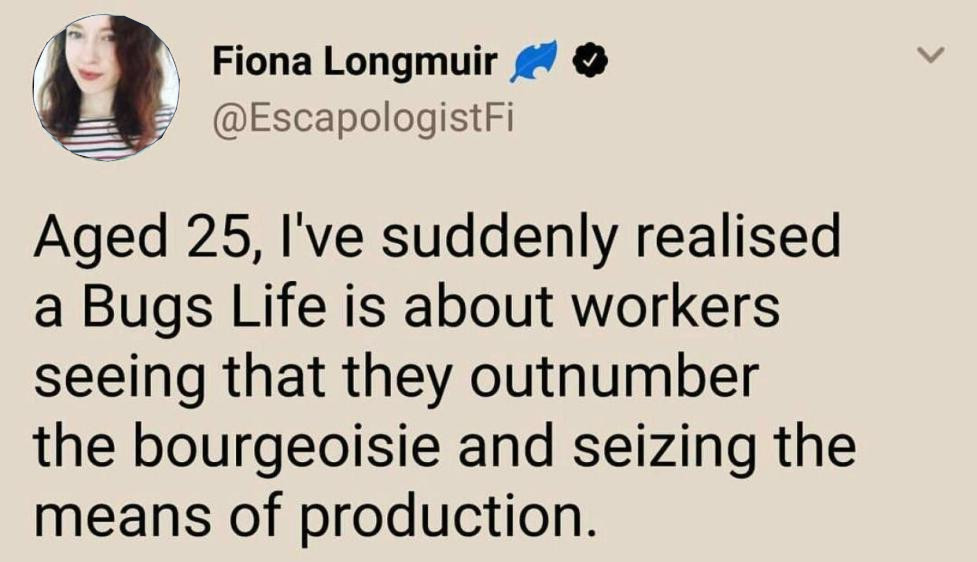 Fiona Longmuir
@EscapologistFi
Aged 25, I've suddenly realised
a Bugs Life is about workers
seeing that they outnumber
the bourgeoisie and seizing the
means of production.